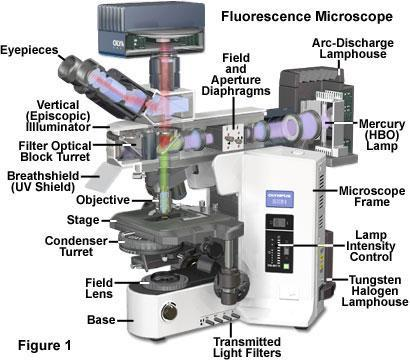 Fluorescence Microscope
Eyepieces
Field
and
Aperture
Diaphragms
Arc-Discharge
Lamphouse
Vertical
(Episcopic)
Illiuminator
Filter Optical
Block Turret
Mercury
(HBO)
Lamp
Breathshield
(UV Shield)
Objective
Microscope
Frame
Stage
Condenser
Turret
Lamp
Intensity
Control
Field
Lens
Tungsten
Halogen
Lamphouse
Base
Transmitted
Light Filters
Figure 1
OLYMPUS